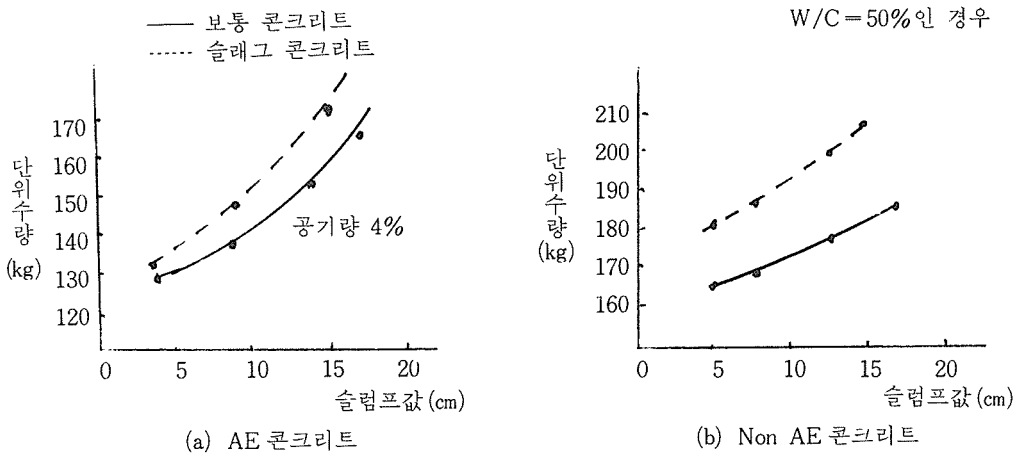 보통 콘크리트
슬래그 콘크리트
W/C=50%인 경우
단위수량
(kg)
170
160
150
140
130
120
공기량 4%
0 5 10 15 20
슬럼프값(cm)
(a) AE 콘크리트
단위수량
(kg)
210
200
190
180
170
160
0 5 10 15 20
슬럼프값(cm)
(b) Non AE 콘크리트